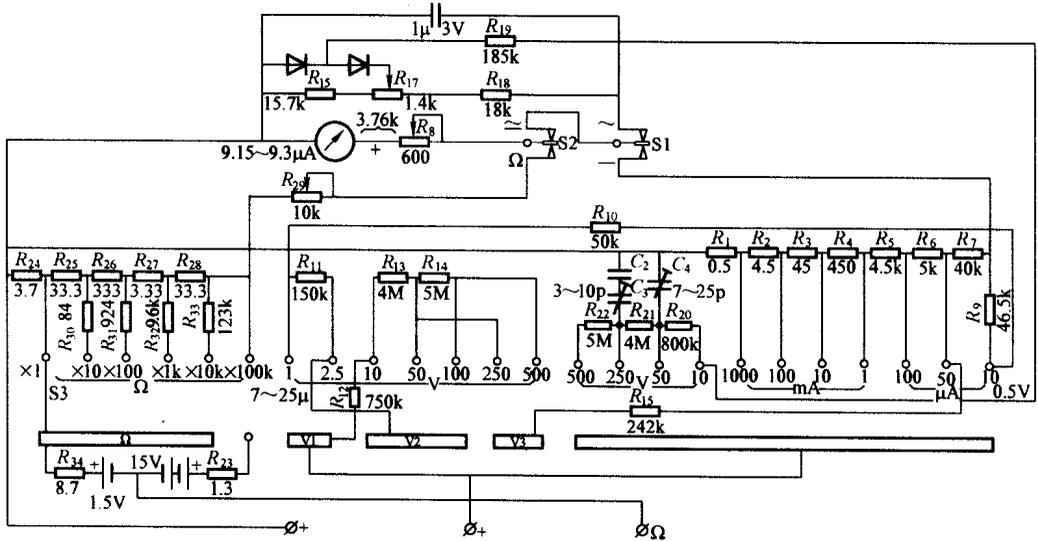 1μ 3V
R19
185k
R15 R17 R18
15.7k 1.4k 18k
3.76k
R8
600
9.15~9.3μA
+
≃ S2 ~ S1
Ω —
R29
10k
R10
50k
R24 R25 R26 R27 R28
3.7 33.3 333 3.33 33.3
R30 84
R31 924
R32 9.6k
R33 123k
R11
150k
R13 R14
4M 5M
C2 C4
3~10p C3 7~25p
R22 R21 R20
5M 4M 800k
R1 R2 R3 R4 R5 R6 R7
0.5 4.5 45 450 4.5k 5k 40k
R9 46.5k
×1 ×10 ×100 ×1k ×10k ×100k
Ω
S3
1 2.5 10 50 100 250 500
V
7~25μ
R12 750k
500 250 50 10
V
1000 100 10 1 100 50 10
mA μA 0.5V
R15
242k
Ω V1 V2 V3
R34 + 15V + R23
8.7 1.5V 1.3
+ + Ω